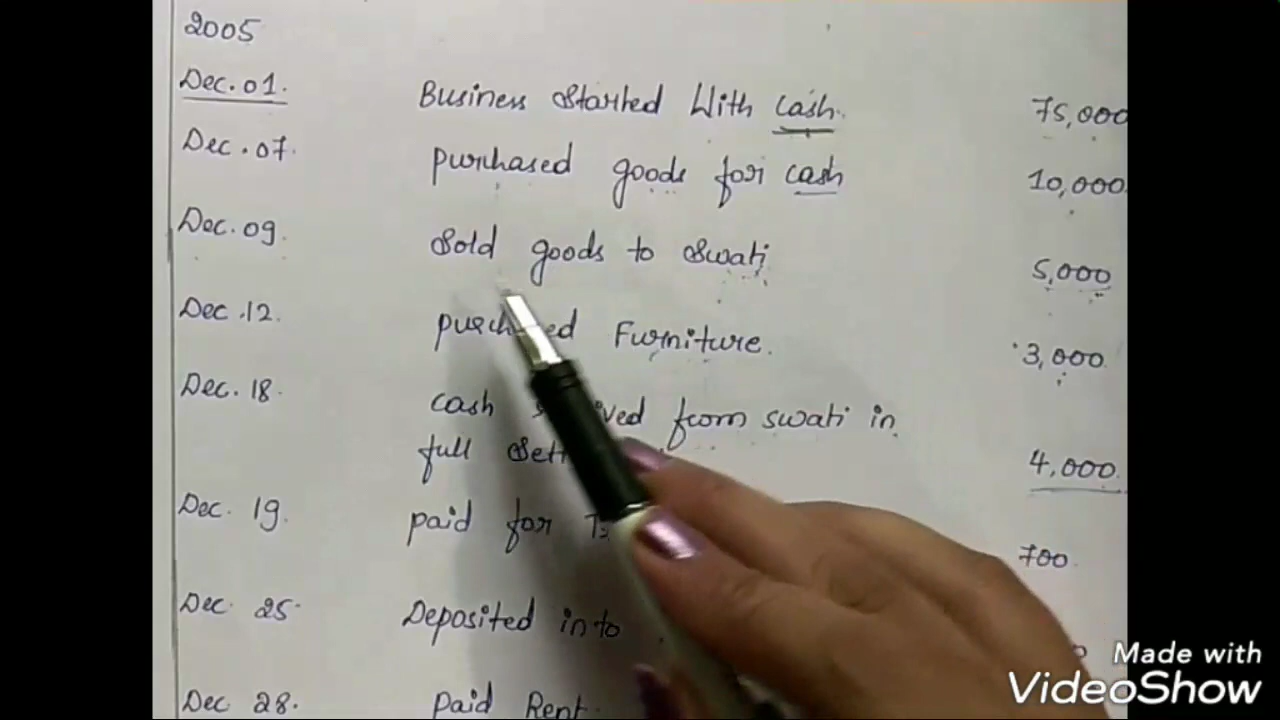 2005
Dec. 01. Business Started With cash. 75,000
Dec. 07. purchased goods for cash 10,000
Dec. 09. Sold goods to Swati 5,000
Dec. 12. Furniture. 3,000
Dec. 18. cash from swati in 4,000
full
Dec. 19. paid for 700
Dec. 25. Deposited into
Dec 28. paid Rent.
Made with
VideoShow